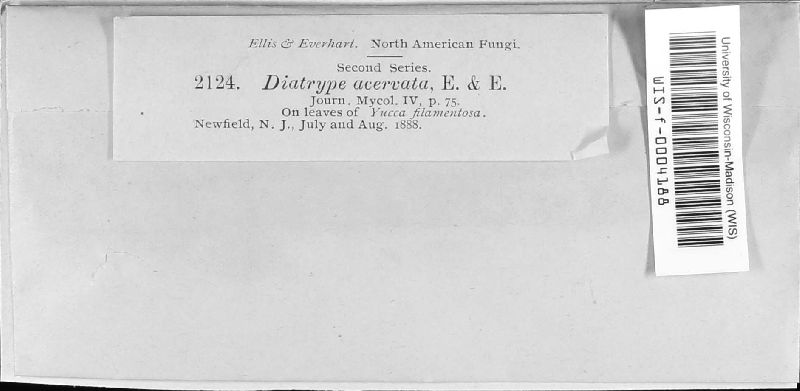 Ellis & Everhart. North American Fungi.
Second Series.
2124. Diatrype acervata, E. & E.
Journ. Mycol. IV, p. 75.
On leaves of Yucca filamentosa.
Newfield, N. J., July and Aug. 1888.
University of Wisconsin-Madison (WIS)
WIS-f-0004188